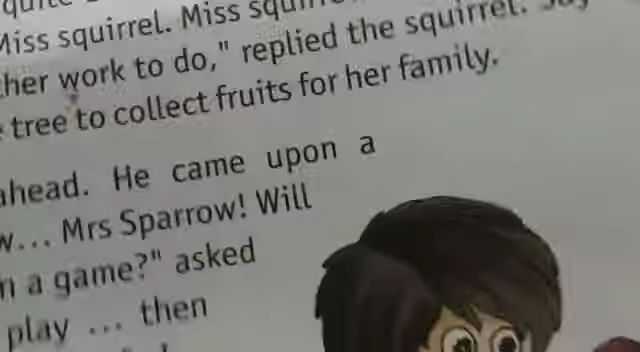 Miss squirrel. Miss
her work to do," replied the squirrel.
tree to collect fruits for her family.
ahead. He came upon a
w... Mrs Sparrow! Will
a game?" asked
play ... then